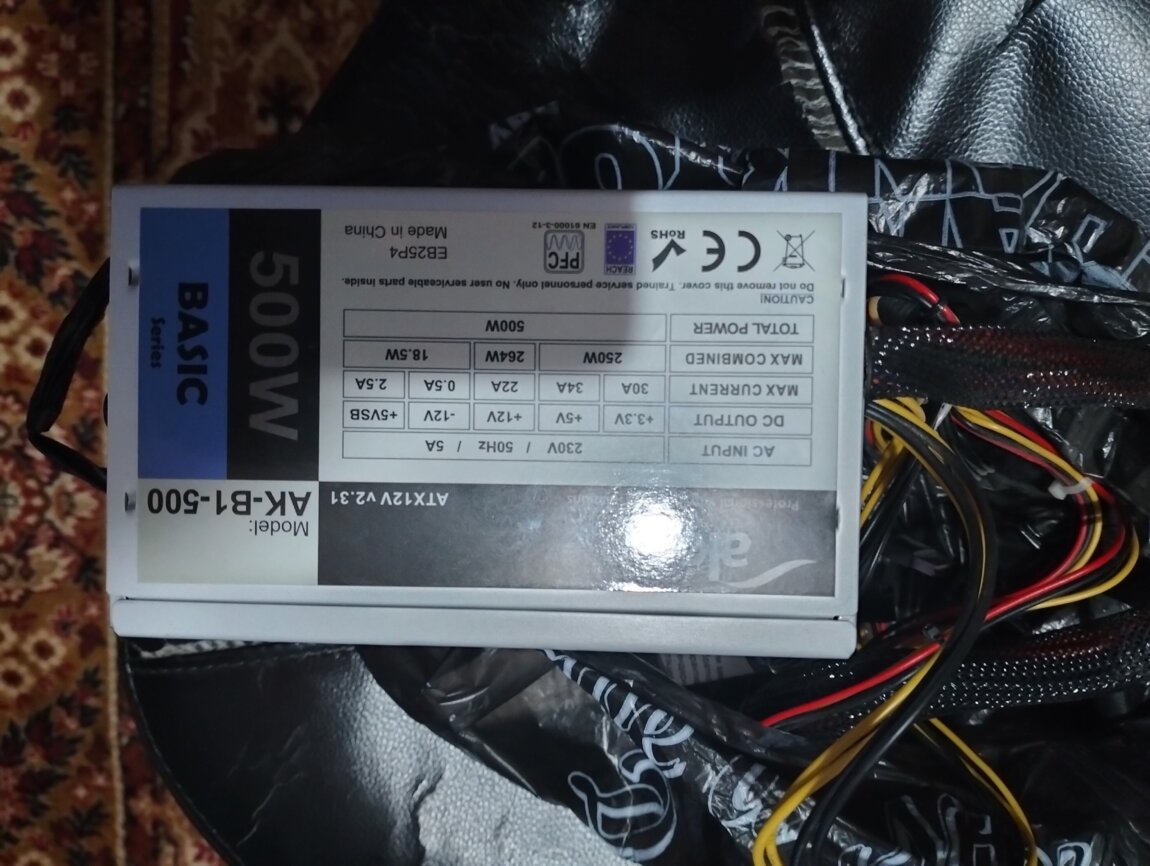 Professional
Model:
AK-B1-500
ATX12V v2.31
AC INPUT 230V / 50Hz / 5A
DC OUTPUT +3.3V +5V +12V -12V +5VSB
MAX CURRENT 30A 34A 22A 0.5A 2.5A
MAX COMBINED 250W 264W 18.5W
TOTAL POWER 500W
CAUTION!
Do not remove this cover. Trained service personnel only. No user serviceable parts inside.
CE
RoHS
REACH
COMPLIANCE
PFC
EN 61000-3-12
EB25P4
Made in China
500W
BASIC
Series